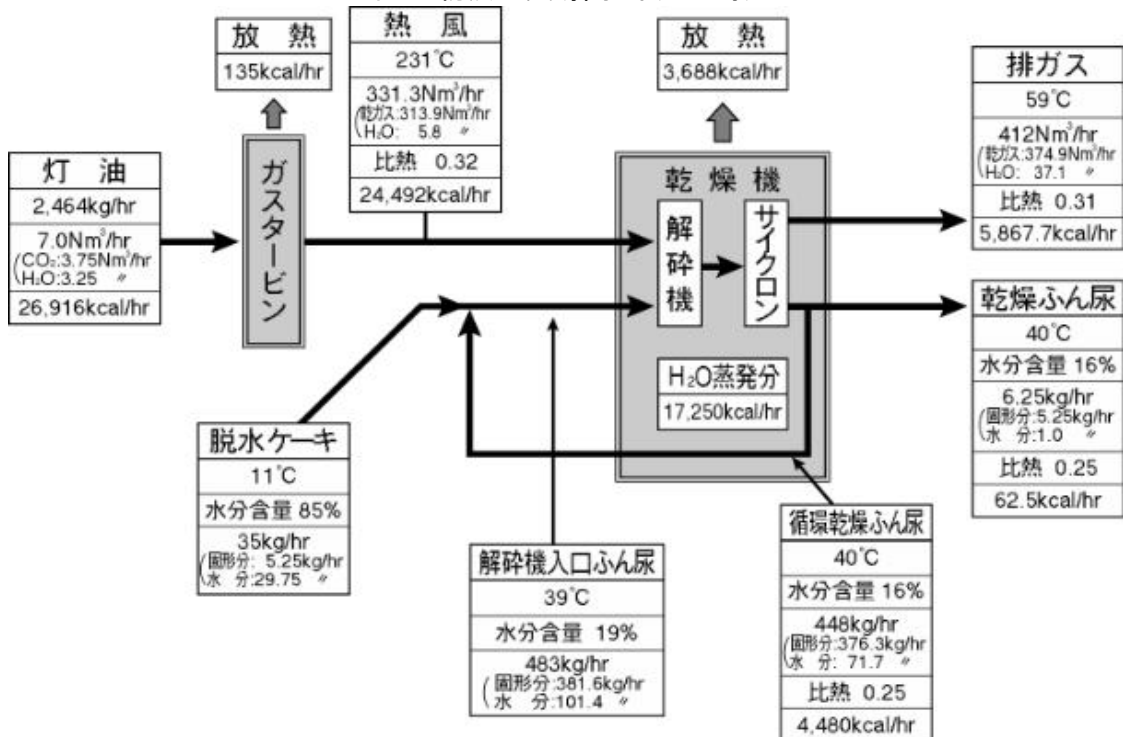 放熱
135kcal/hr
熱風
231℃
331.3Nm³/hr
(乾ガス:313.9Nm³/hr
H₂O: 5.8 〃
比熱 0.32
24,492kcal/hr
放熱
3,688kcal/hr
排ガス
59℃
412Nm³/hr
(乾ガス:374.9Nm³/hr
H₂O: 37.1 〃
比熱 0.31
5,867.7kcal/hr
灯油
2,464kg/hr
7.0Nm³/hr
(CO₂:3.75Nm³/hr
H₂O:3.25 〃
26,916kcal/hr
ガスタービン
乾燥機
解砕機
サイクロン
H₂O蒸発分
17,250kcal/hr
乾燥ふん尿
40℃
水分含量 16%
6.25kg/hr
(固形分:5.25kg/hr
水 分:1.0 〃
比熱 0.25
62.5kcal/hr
脱水ケーキ
11℃
水分含量 85%
35kg/hr
(固形分: 5.25kg/hr
水 分:29.75 〃
解砕機入口ふん尿
39℃
水分含量 19%
483kg/hr
(固形分:381.6kg/hr
水 分:101.4 〃
循環乾燥ふん尿
40℃
水分含量 16%
448kg/hr
(固形分:376.3kg/hr
水 分: 71.7 〃
比熱 0.25
4,480kcal/hr